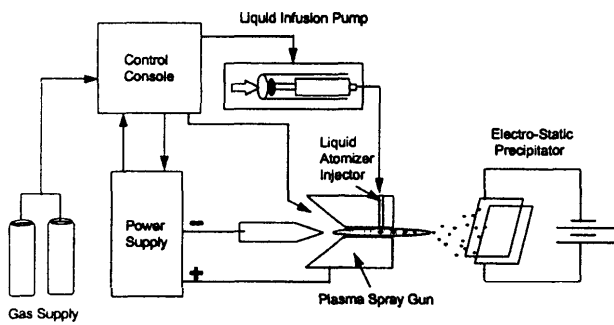 Liquid Infusion Pump
Control
Console
Liquid
Atomizer
Injector
Electro-Static
Precipitator
Power
Supply
−
+
Plasma Spray Gun
Gas Supply